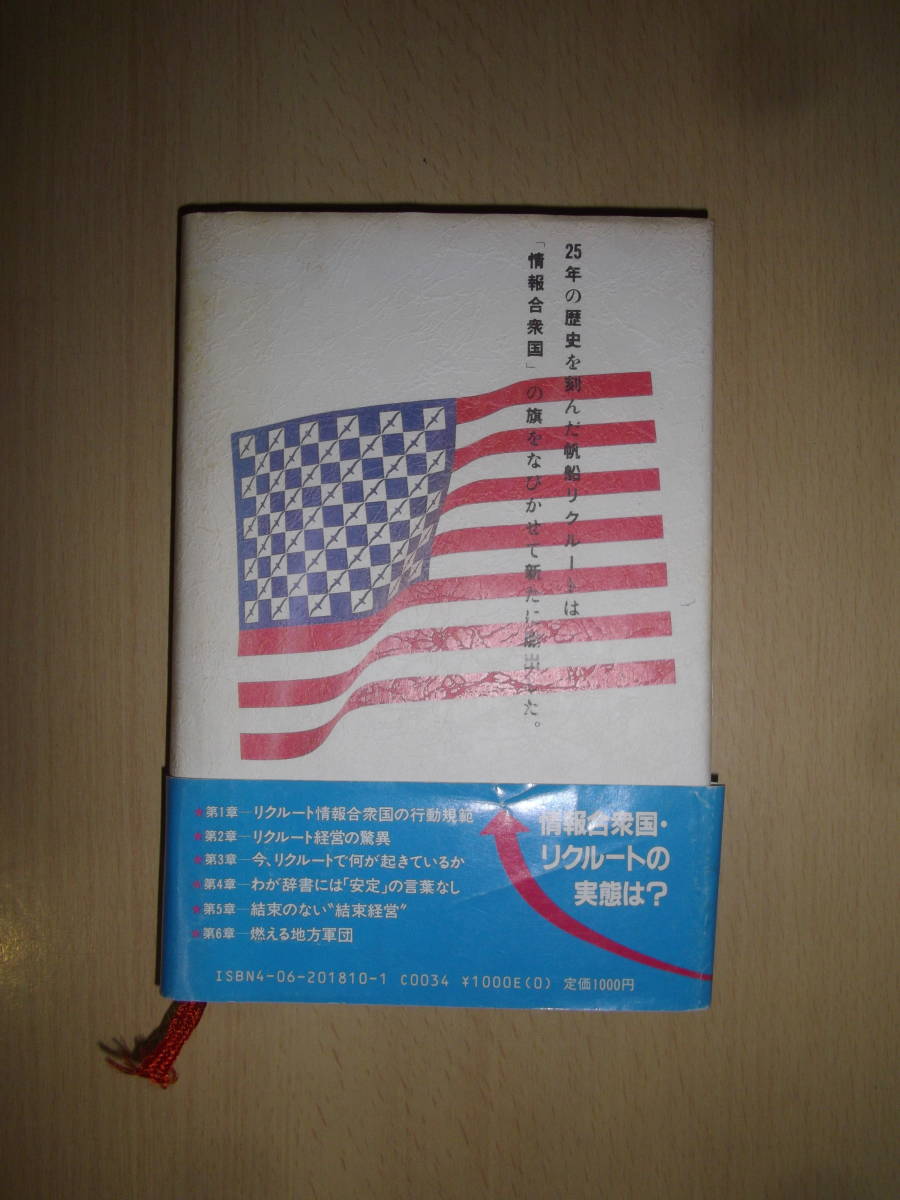 25年の歴史を刻んだ帆船リクルートは
「情報合衆国」の旗をなびかせて新たに船出した。
★第1章─リクルート情報合衆国の行動規範
★第2章─リクルート経営の驚異
★第3章─今、リクルートで何が起きているか
★第4章─わが辞書には「安定」の言葉なし
★第5章─結束のない“結束経営”
★第6章─燃える地方軍団
情報合衆国・
リクルートの
実態は?
ISBN4-06-201810-1 C0034 ¥1000E(0) 定価1000円